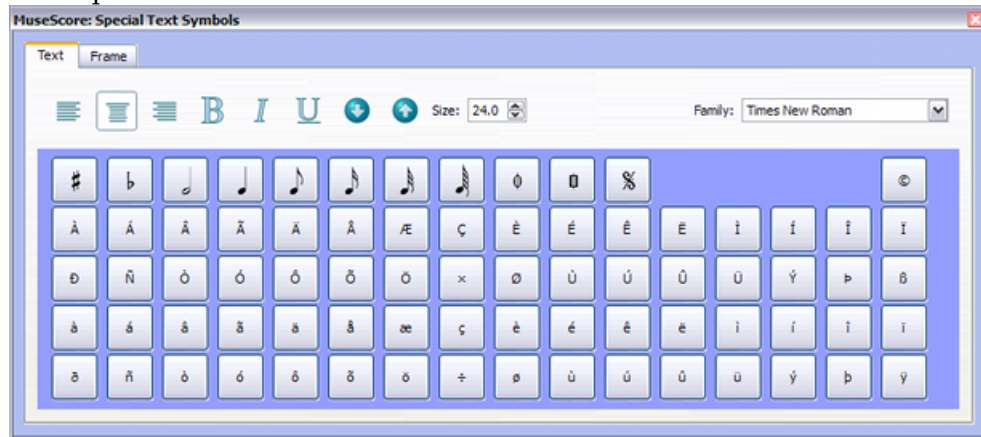 MuseScore: Special Text Symbols
Text Frame
B I U Size: 24.0 Family: Times New Roman
♯ ♭ 𝅗𝅥 ♩ ♪ 𝅘𝅥𝅯 𝅘𝅥𝅰 𝅘𝅥𝅱 𝄋 ©
À Á Â Ã Ä Å Æ Ç È É Ê Ë Ì Í Î Ï
Ð Ñ Ò Ó Ô Õ Ö × Ø Ù Ú Û Ü Ý Þ ß
à á â ã ä å æ ç è é ê ë ì í î ï
ð ñ ò ó ô õ ö ÷ ø ù ú û ü ý þ ÿ